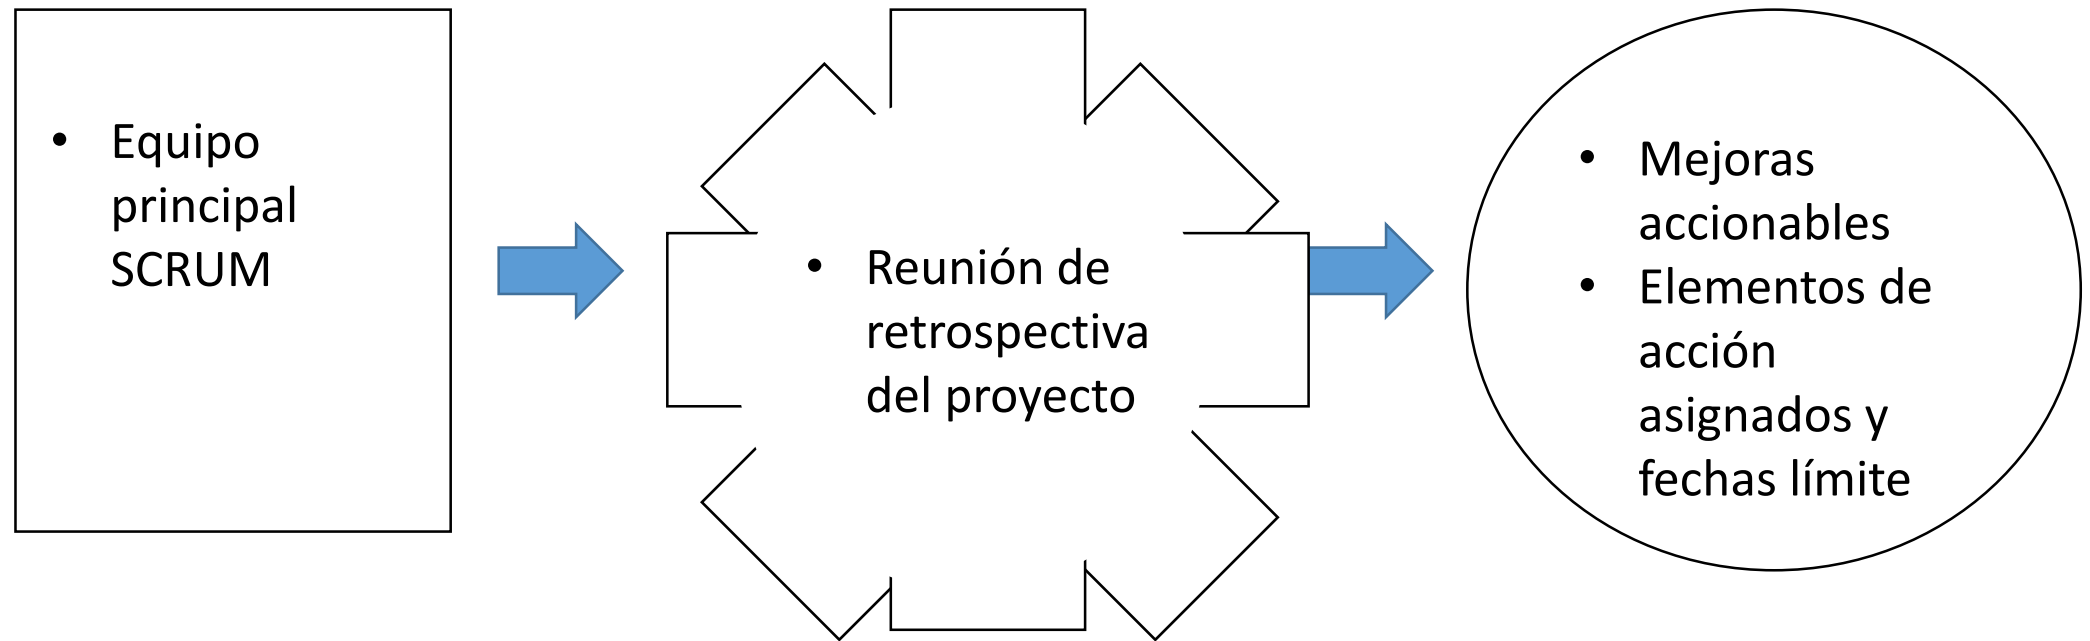 • Equipo
principal
SCRUM
• Reunión de
retrospectiva
del proyecto
• Mejoras
accionables
• Elementos de
acción
asignados y
fechas límite